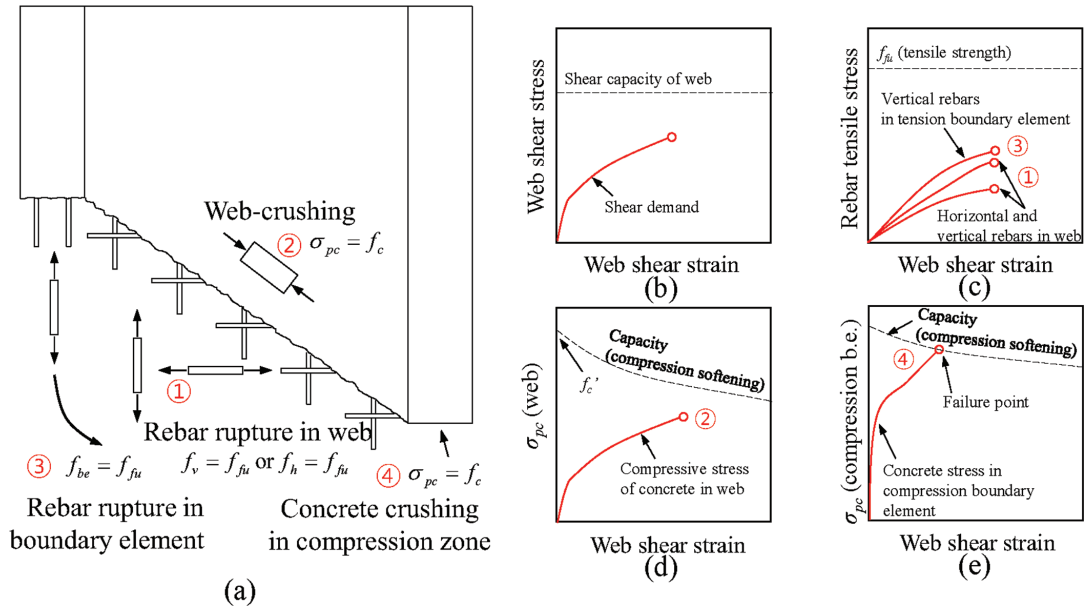 Web-crushing
② σpc = fc
①
Rebar rupture in web
③ fbe = ffu
fv = ffu or fh = ffu
④ σpc = fc
Rebar rupture in
boundary element
Concrete crushing
in compression zone
(a)
Web shear stress
Shear capacity of web
Shear demand
Web shear strain
(b)
Rebar tensile stress
ffu (tensile strength)
Vertical rebars
in tension boundary element
③
①
Horizontal and
vertical rebars in web
Web shear strain
(c)
σpc (web)
Capacity
(compression softening)
fc'
②
Compressive stress
of concrete in web
Web shear strain
(d)
σpc (compression b.e.)
Capacity
(compression softening)
④
Failure point
Concrete stress in
compression boundary
element
Web shear strain
(e)